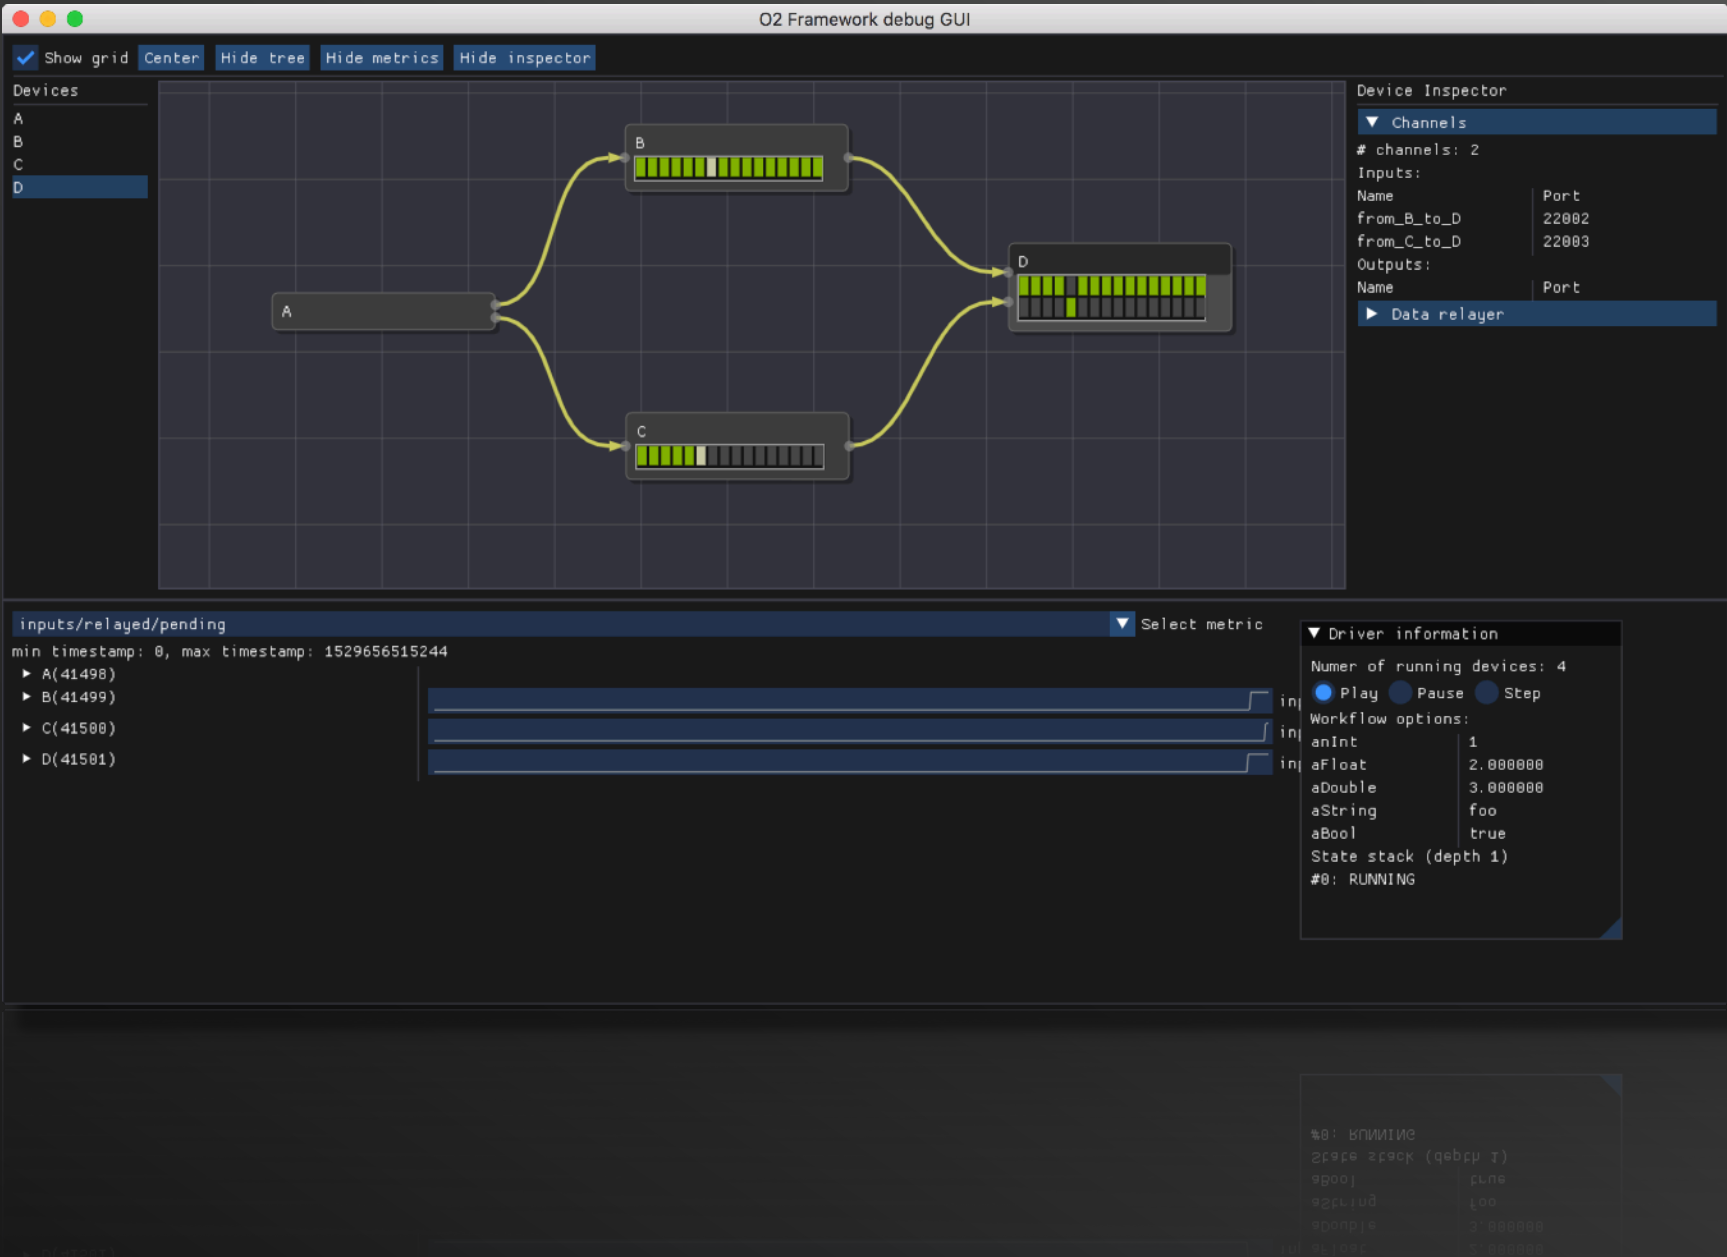 O2 Framework debug GUI
Show grid Center Hide tree Hide metrics Hide inspector
Devices
A
B
C
D
A
B
C
D
Device Inspector
Channels
# channels: 2
Inputs:
Name Port
from_B_to_D 22002
from_C_to_D 22003
Outputs:
Name Port
Data relayer
inputs/relayed/pending Select metric
min timestamp: 0, max timestamp: 1529656515244
A(41498)
B(41499)
C(41500)
D(41501)
Driver information
Numer of running devices: 4
Play Pause Step
Workflow options:
anInt 1
aFloat 2.000000
aDouble 3.000000
aString foo
aBool true
State stack (depth 1)
#0: RUNNING